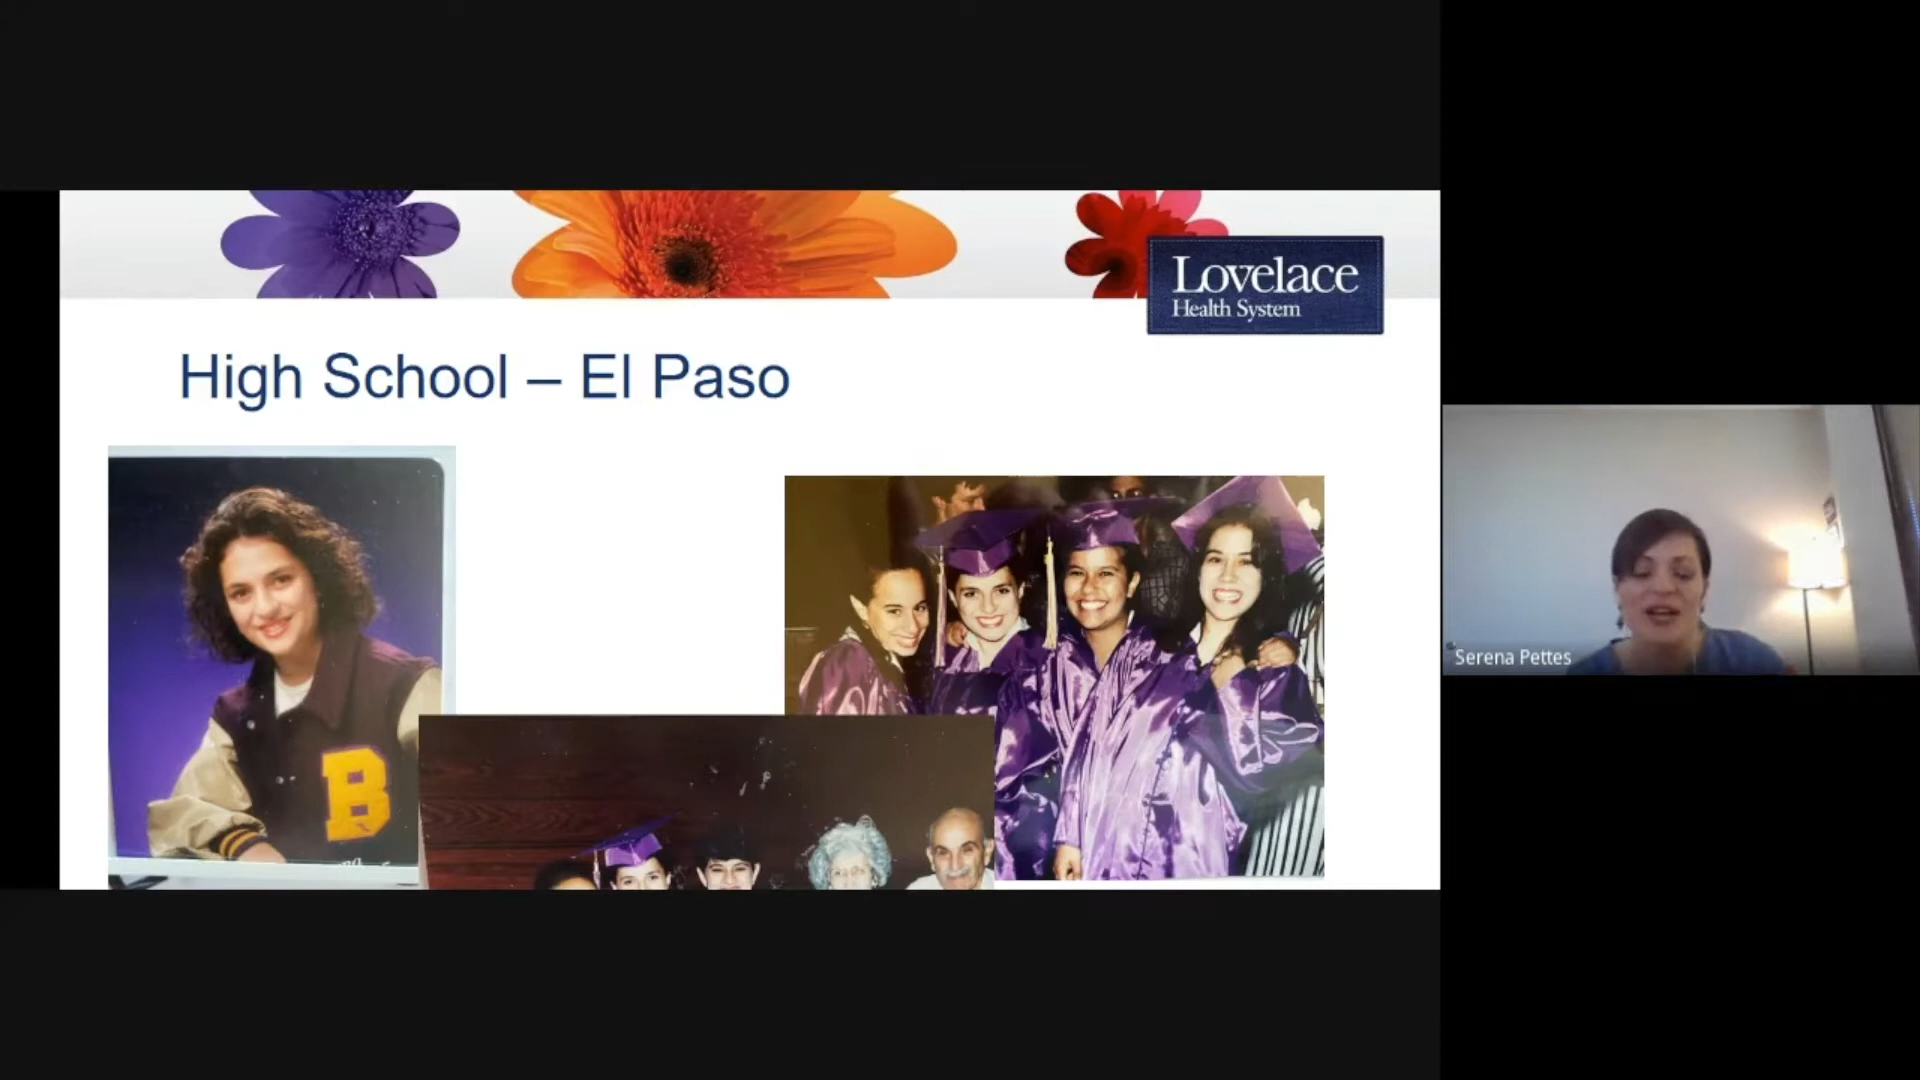 Lovelace
Health System
High School – El Paso
B
Serena Pettes